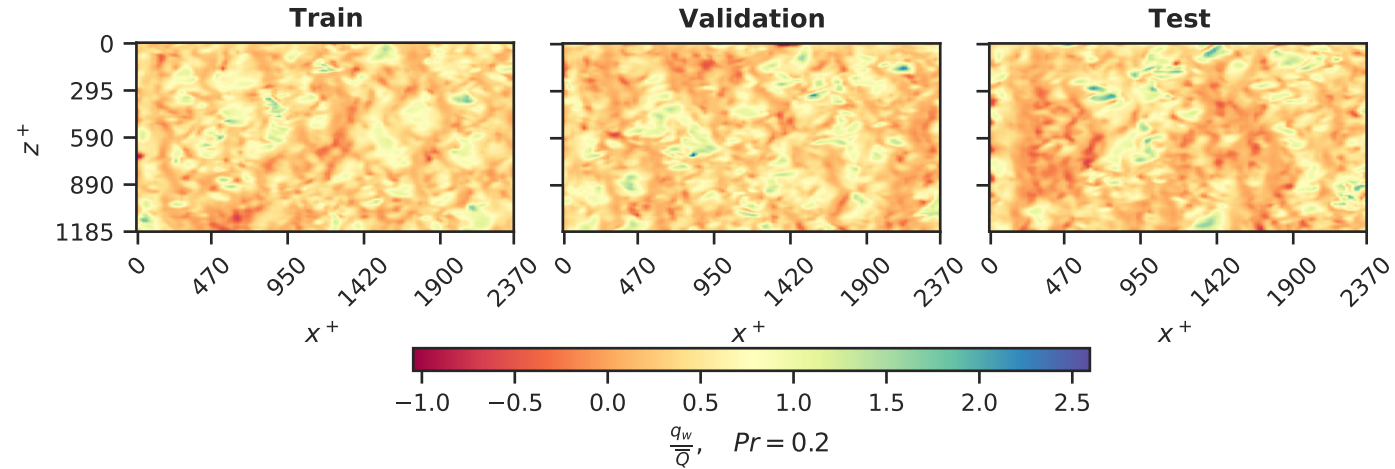 Train Validation Test
0
295
590
890
1185
z⁺
0 470 950 1420 1900 2370 0 470 950 1420 1900 2370 0 470 950 1420 1900 2370
x⁺ x⁺ x⁺
−1.0 −0.5 0.0 0.5 1.0 1.5 2.0 2.5
q_w/Q̅, Pr = 0.2